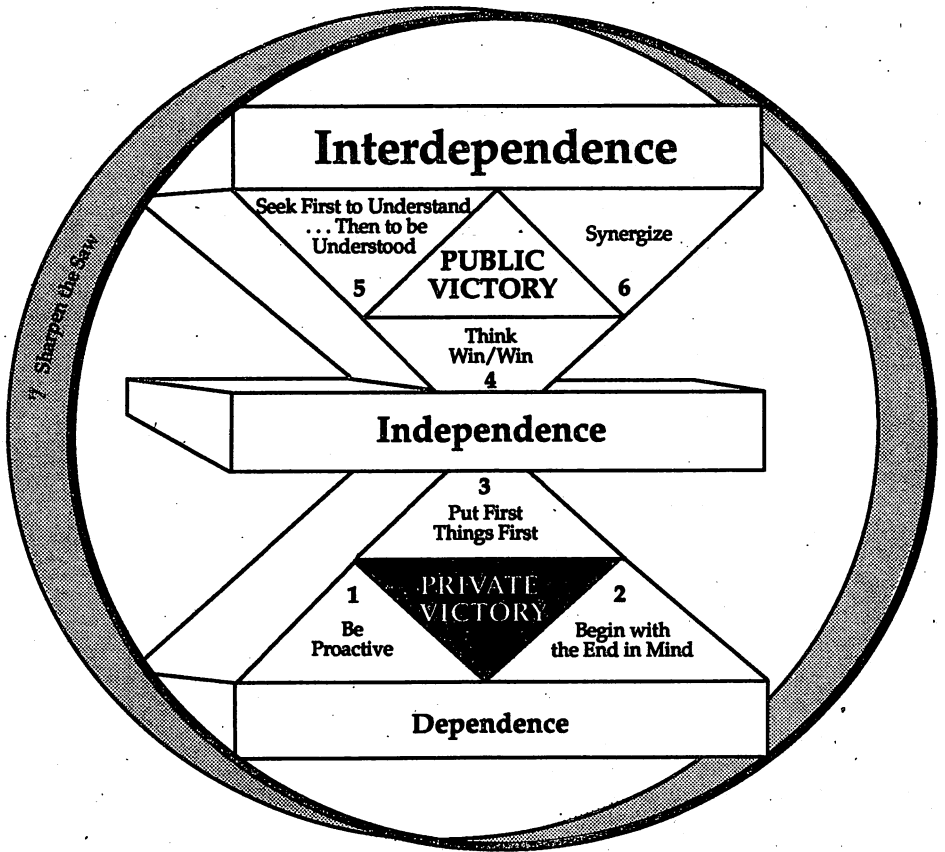 Interdependence
Seek First to Understand
. . . Then to be
Understood
5
PUBLIC
VICTORY
Synergize
6
Think
Win/Win
4
7 Sharpen the Saw
Independence
3
Put First
Things First
PRIVATE
VICTORY
1
Be
Proactive
2
Begin with
the End in Mind
Dependence